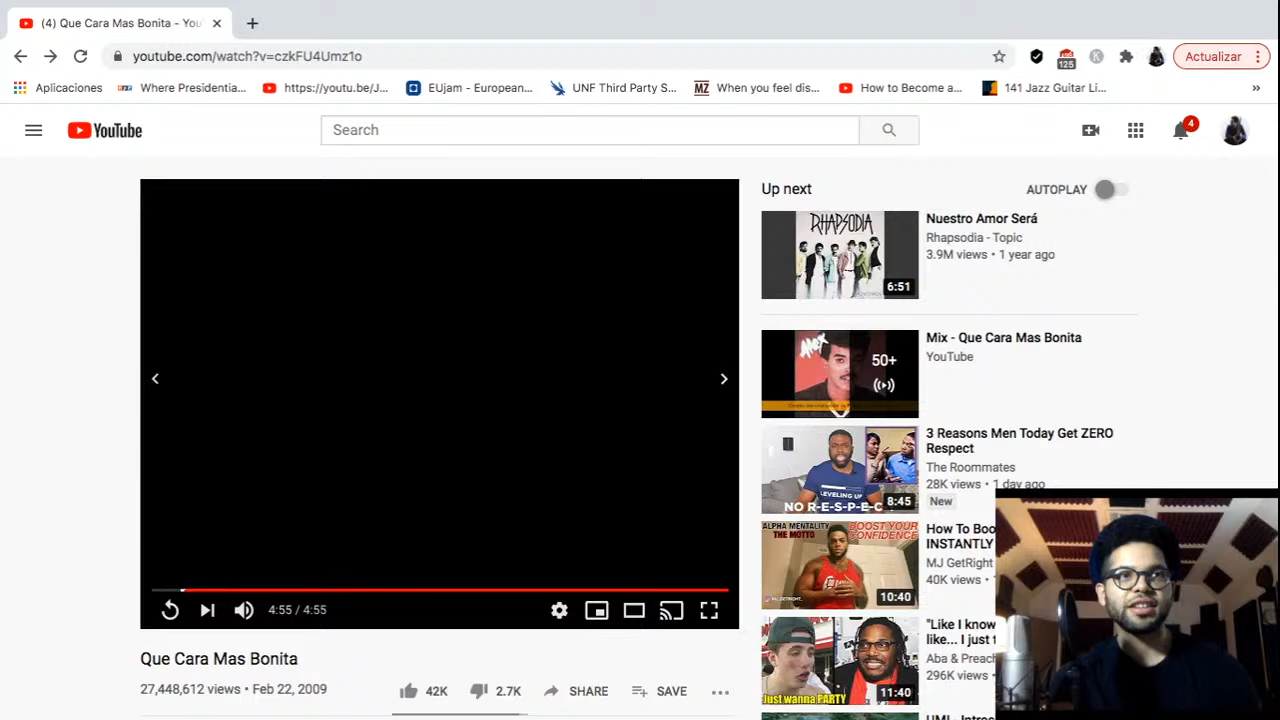 (4) Que Cara Mas Bonita - You
youtube.com/watch?v=czkFU4Umz1o
125
K
Actualizar
Aplicaciones
Where Presidentia...
https://youtu.be/J...
EUjam - European...
UNF Third Party S...
MZ When you feel dis...
How to Become a...
141 Jazz Guitar Li...
»
YouTube
Search
4
Up next
AUTOPLAY
RHAPSODIA
6:51
Nuestro Amor Será
Rhapsodia - Topic
3.9M views • 1 year ago
Alex
50+
Mix - Que Cara Mas Bonita
YouTube
LEVELING UP
NO R-E-S-P-E-C
8:45
3 Reasons Men Today Get ZERO
Respect
The Roommates
28K views • 1 day ago
New
ALPHA MENTALITY
THE MOTTO
BOOST YOUR
CONFIDENCE
10:40
How To Boo
INSTANTLY
MJ GetRight
40K views •
Just wanna PARTY
11:40
"Like I know
like... I just t
Aba & Preach
296K views
4:55 / 4:55
Que Cara Mas Bonita
27,448,612 views • Feb 22, 2009
42K
2.7K
SHARE
SAVE